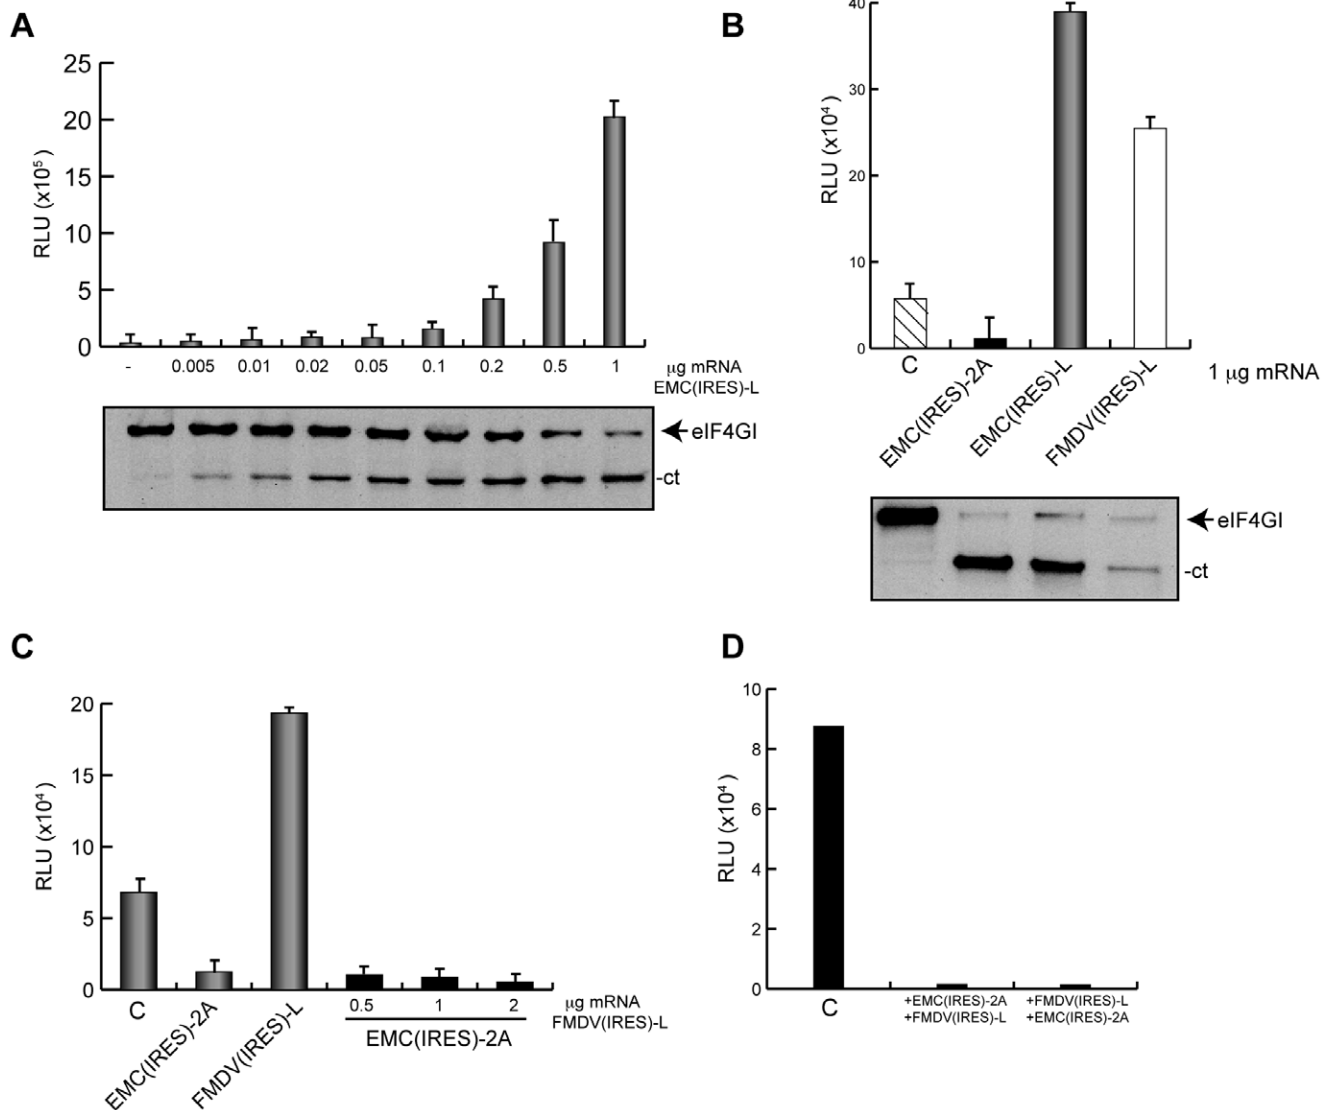 A
25
20
15
10
5
0
RLU (x10⁵ )
- 0.005 0.01 0.02 0.05 0.1 0.2 0.5 1 μg mRNA
EMC(IRES)-L
eIF4GI
-ct
B
40
30
20
10
0
RLU (x10⁴ )
C
EMC(IRES)-2A
EMC(IRES)-L
FMDV(IRES)-L
1 μg mRNA
eIF4GI
-ct
C
20
15
10
5
0
RLU (x10⁴ )
C
EMC(IRES)-2A
FMDV(IRES)-L
0.5 1 2 μg mRNA
FMDV(IRES)-L
EMC(IRES)-2A
D
10
8
6
4
2
0
RLU (x10⁴ )
C
+EMC(IRES)-2A
+FMDV(IRES)-L
+FMDV(IRES)-L
+EMC(IRES)-2A